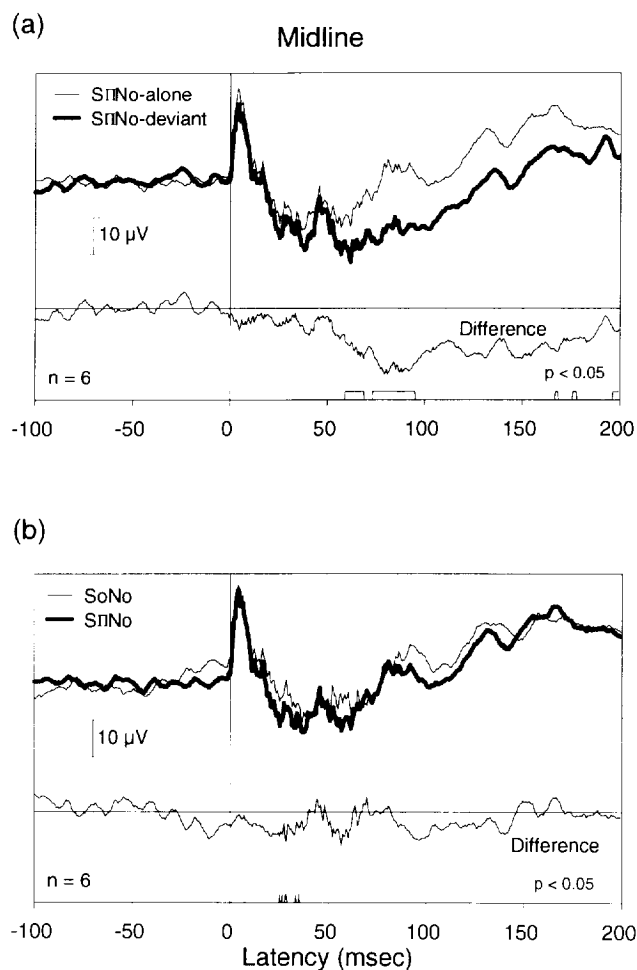 (a)
Midline
SΠNo-alone
SΠNo-deviant
10 µV
Difference
n = 6
p < 0.05
-100 -50 0 50 100 150 200
(b)
SoNo
SΠNo
10 µV
Difference
n = 6
p < 0.05
-100 -50 0 50 100 150 200
Latency (msec)